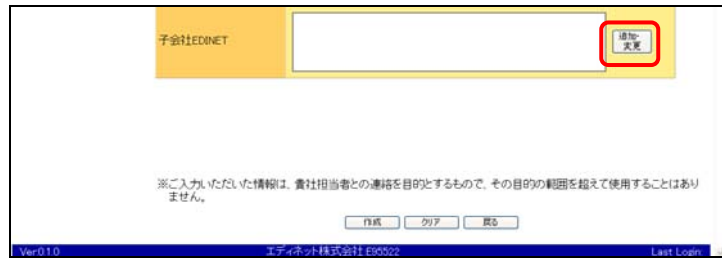 子会社EDINET
追加・
変更
※ご入力いただいた情報は、貴社担当者との連絡を目的とするもので、その目的の範囲を超えて使用することはあり
ません。
作成 クリア 戻る
Ver.0.1.0 エディネット株式会社 E95522 Last Login: